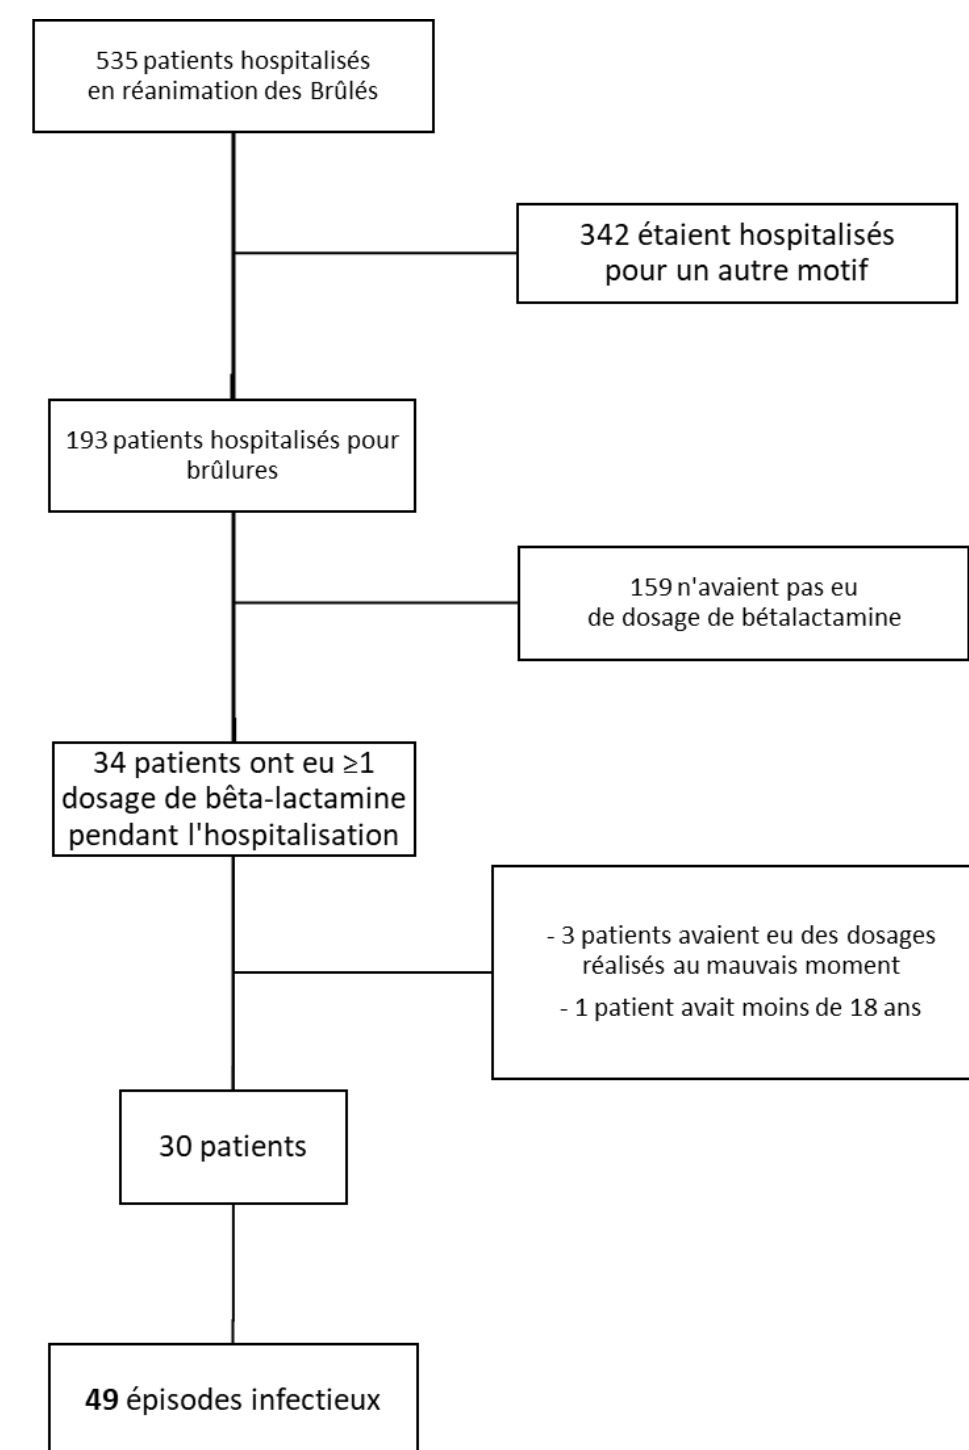 535 patients hospitalisés
en réanimation des Brûlés
342 étaient hospitalisés
pour un autre motif
193 patients hospitalisés pour
brûlures
159 n'avaient pas eu
de dosage de bétalactamine
34 patients ont eu ≥1
dosage de bêta-lactamine
pendant l'hospitalisation
- 3 patients avaient eu des dosages
réalisés au mauvais moment
- 1 patient avait moins de 18 ans
30 patients
49 épisodes infectieux